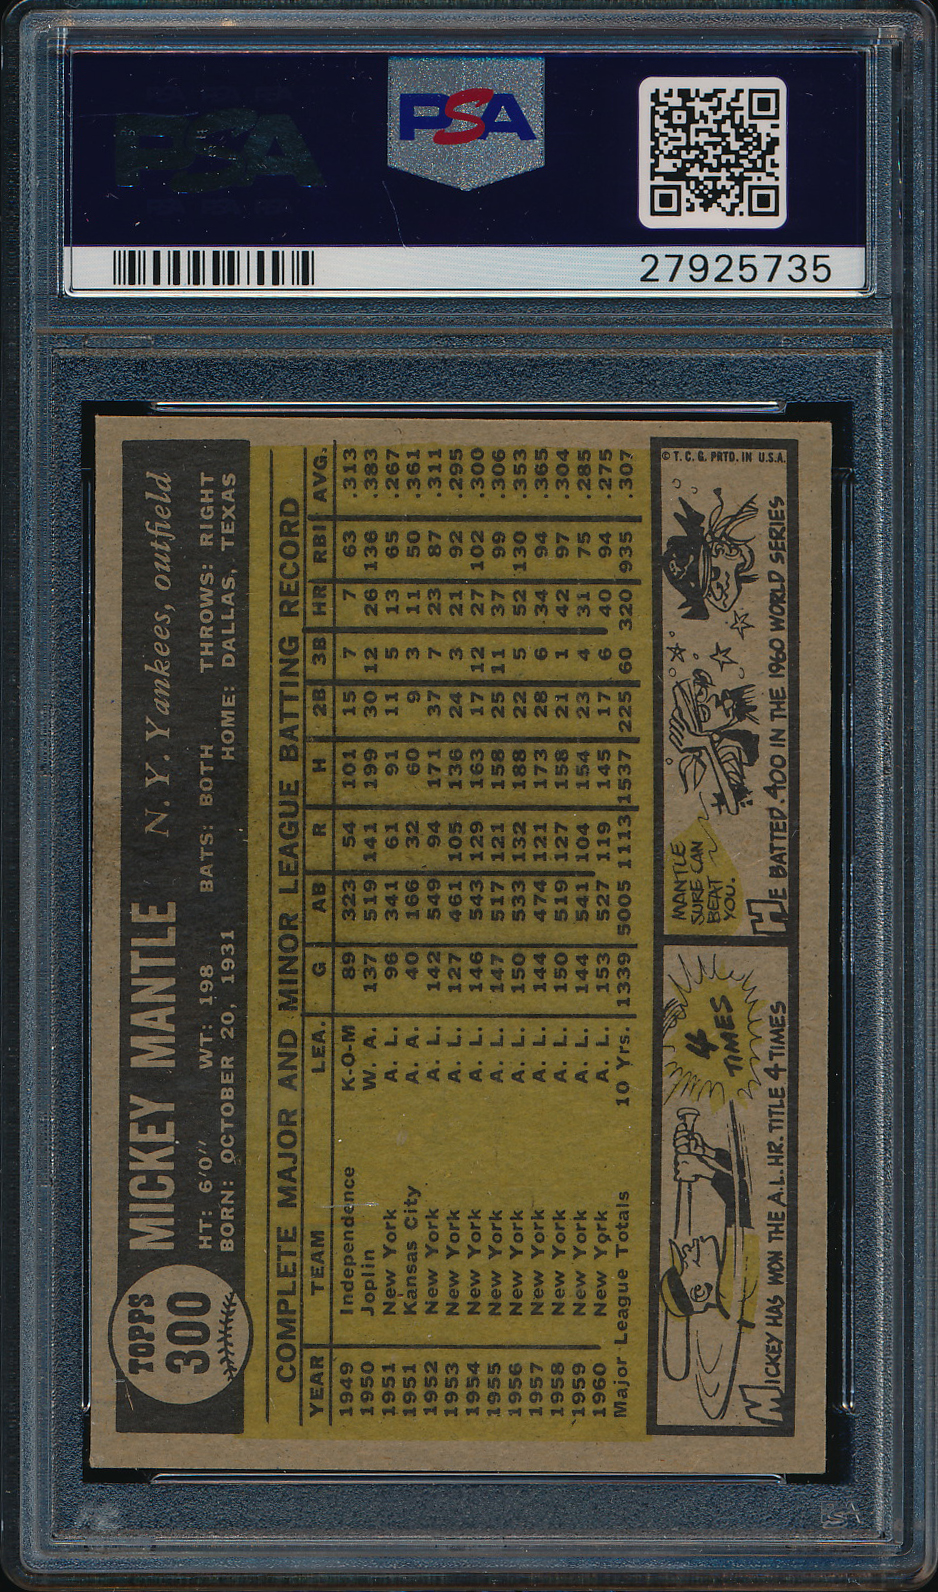 PSA
27925735
TOPPS
300
MICKEY MANTLE N. Y. Yankees, outfield
HT: 6'0" WT: 198 BATS: BOTH THROWS: RIGHT
BORN: OCTOBER 20, 1931 HOME: DALLAS, TEXAS
COMPLETE MAJOR AND MINOR LEAGUE BATTING RECORD
YEAR TEAM LEA. G AB R H 2B 3B HR RBI AVG.
1949 Independence K-O-M 89 323 54 101 15 7 7 63 .313
1950 Joplin W. A. 137 519 141 199 30 12 26 136 .383
1951 New York A. L. 96 341 61 91 11 5 13 65 .267
1951 Kansas City A. A. 40 166 32 60 9 3 11 50 .361
1952 New York A. L. 142 549 94 171 37 7 23 87 .311
1953 New York A. L. 127 461 105 136 24 3 21 92 .295
1954 New York A. L. 146 543 129 163 17 12 27 102 .300
1955 New York A. L. 147 517 121 158 25 11 37 99 .306
1956 New York A. L. 150 533 132 188 22 5 52 130 .353
1957 New York A. L. 144 474 121 173 28 6 34 94 .365
1958 New York A. L. 150 519 127 158 21 1 42 97 .304
1959 New York A. L. 144 541 104 154 23 4 31 75 .285
1960 New York A. L. 153 527 119 145 17 6 40 94 .275
Major League Totals 10 Yrs. 1339 5005 1113 1537 225 60 320 935 .307
4
TIMES
MICKEY HAS WON THE A.L. HR. TITLE 4 TIMES
MANTLE
SURE CAN
BEAT
YOU.
HE BATTED .400 IN THE 1960 WORLD SERIES
© T. C. G. PRTD. IN U.S.A.